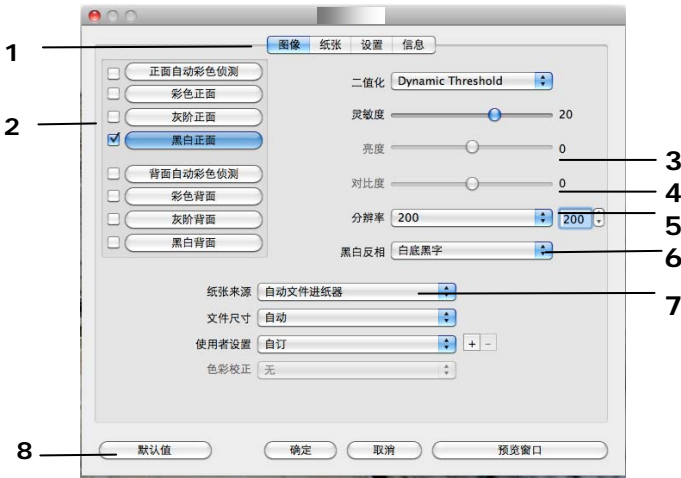 1
图像 纸张 设置 信息
2
正面自动彩色侦测
彩色正面
灰阶正面
黑白正面
背面自动彩色侦测
彩色背面
灰阶背面
黑白背面
二值化 Dynamic Threshold
灵敏度 20
亮度 0
3
对比度 0
4
分辨率 200 200
5
黑白反相 白底黑字
6
纸张来源 自动文件进纸器
7
文件尺寸 自动
使用者设置 自订 + -
色彩校正 无
8
默认值 确定 取消 预览窗口